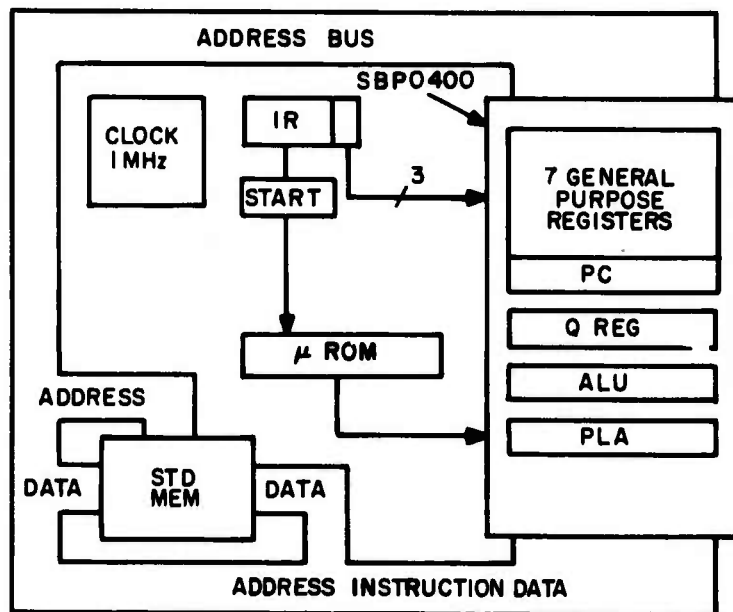 ADDRESS BUS
SBP0400
CLOCK
1 MHz
IR
START
3
7 GENERAL
PURPOSE
REGISTERS
PC
Q REG
μ ROM
ALU
PLA
ADDRESS
DATA
STD
MEM
DATA
ADDRESS INSTRUCTION DATA